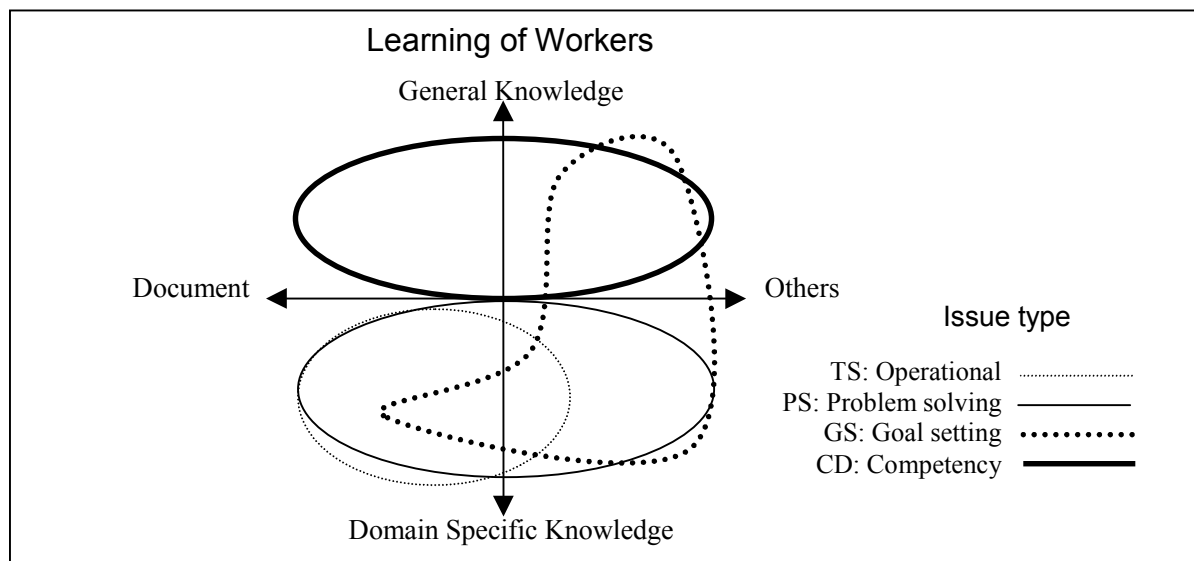 Learning of Workers
General Knowledge
Document
Others
Issue type
TS: Operational
PS: Problem solving
GS: Goal setting
CD: Competency
Domain Specific Knowledge